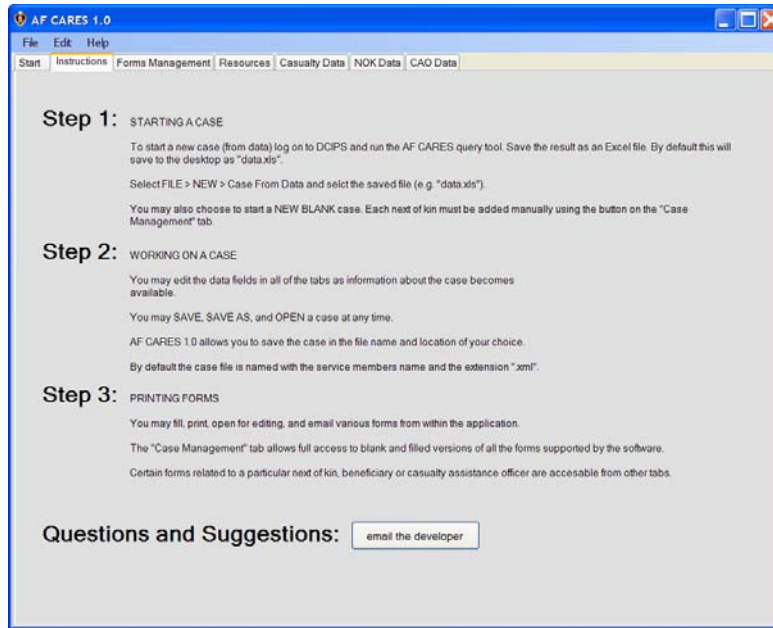 AF CARES 1.0
File Edit Help
Start Instructions Forms Management Resources Casualty Data NOK Data CAO Data
Step 1: STARTING A CASE
To start a new case (from data) log on to DCIPS and run the AF CARES query tool. Save the result as an Excel file. By default this will
save to the desktop as "data.xls".
Select FILE > NEW > Case From Data and selct the saved file (e.g. "data.xls").
You may also choose to start a NEW BLANK case. Each next of kin must be added manually using the button on the "Case
Management" tab.
Step 2: WORKING ON A CASE
You may edit the data fields in all of the tabs as information about the case becomes
available.
You may SAVE, SAVE AS, and OPEN a case at any time.
AF CARES 1.0 allows you to save the case in the file name and location of your choice.
By default the case file is named with the service members name and the extension ".xml".
Step 3: PRINTING FORMS
You may fill, print, open for editing, and email various forms from within the application.
The "Case Management" tab allows full access to blank and filled versions of all the forms supported by the software.
Certain forms related to a particular next of kin, beneficiary or casualty assistance officer are accesable from other tabs.
Questions and Suggestions: email the developer